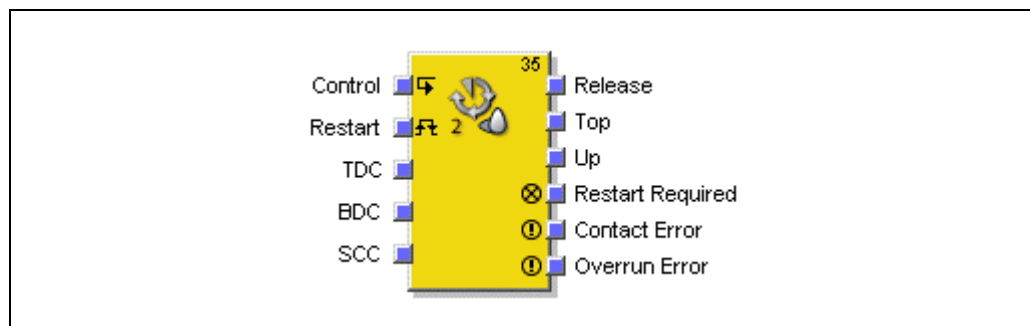 35
Control
Release
Restart
2
Top
TDC
Up
Restart Required
BDC
Contact Error
SCC
Overrun Error